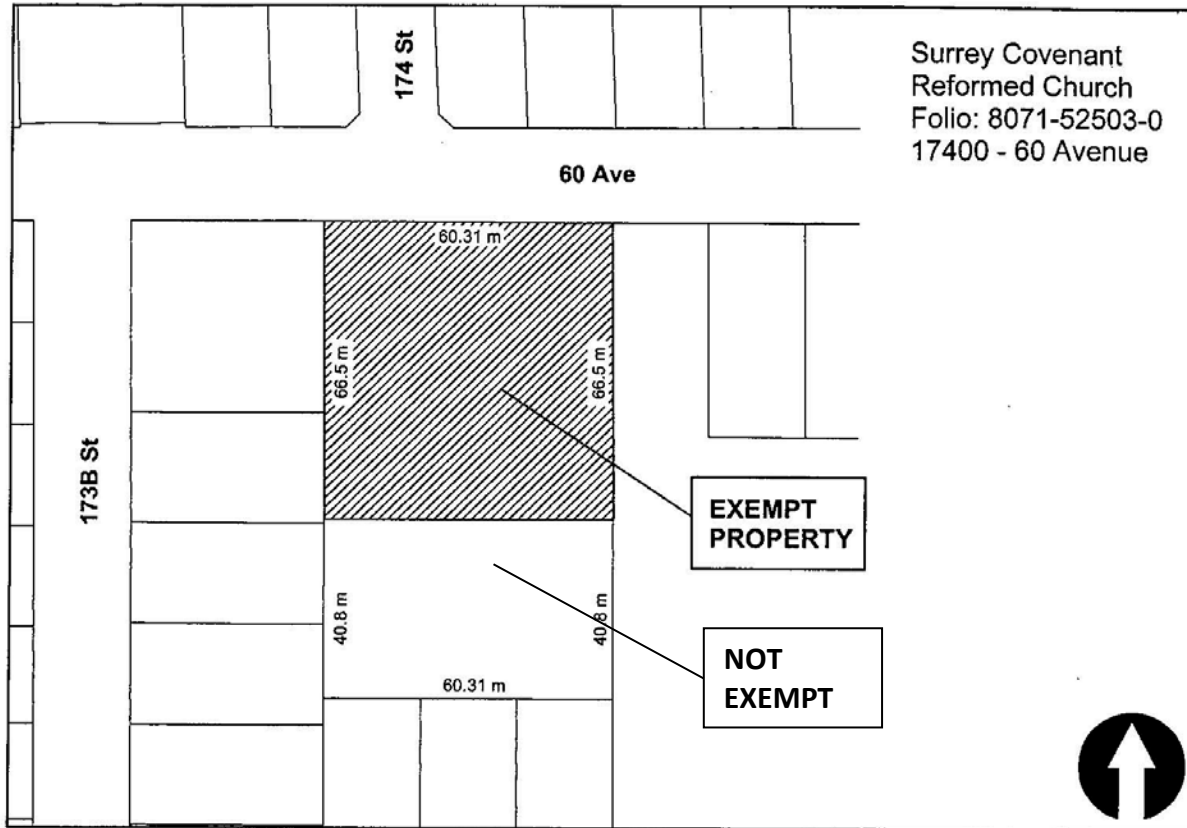 174 St
Surrey Covenant
Reformed Church
Folio: 8071-52503-0
17400 - 60 Avenue
60 Ave
60.31 m
66.5 m
66.5 m
173B St
EXEMPT
PROPERTY
40.8 m
40.8 m
NOT
EXEMPT
60.31 m